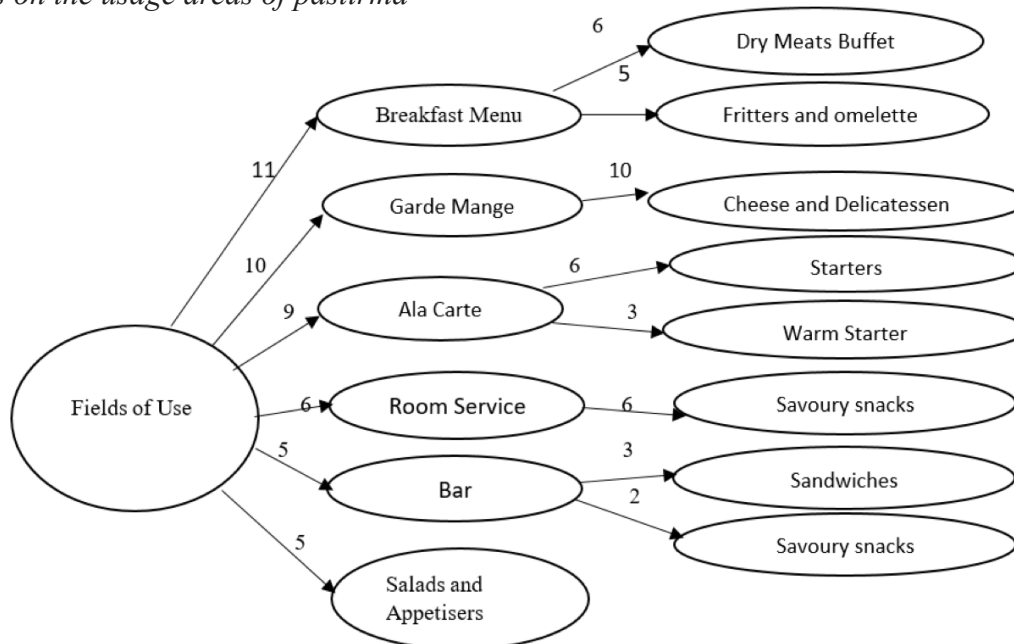 on the usage areas of pastırma
6
Dry Meats Buffet
5
Breakfast Menu
Fritters and omelette
11
10
Garde Mange
Cheese and Delicatessen
10
6
Starters
9
Ala Carte
3
Warm Starter
Fields of Use
6
Room Service
6
Savoury snacks
5
3
Bar
Sandwiches
2
Savoury snacks
5
Salads and
Appetisers